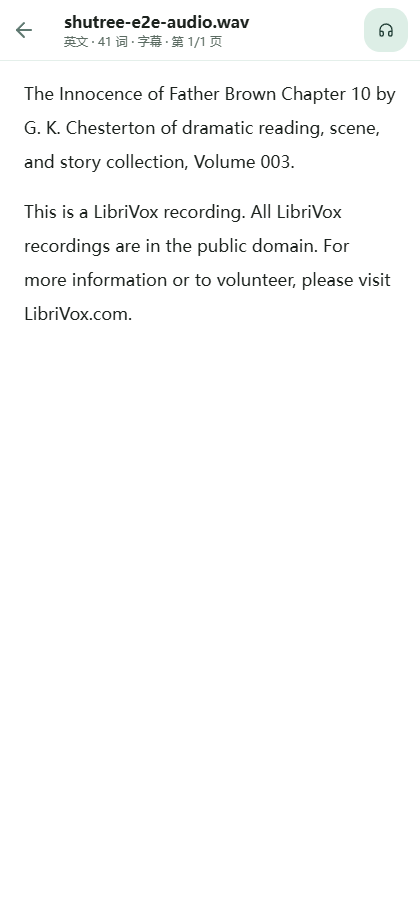 shutree-e2e-audio.wav
英文 · 41 词 · 字幕 · 第 1/1 页
The Innocence of Father Brown Chapter 10 by
G. K. Chesterton of dramatic reading, scene,
and story collection, Volume 003.
This is a LibriVox recording. All LibriVox
recordings are in the public domain. For
more information or to volunteer, please visit
LibriVox.com.